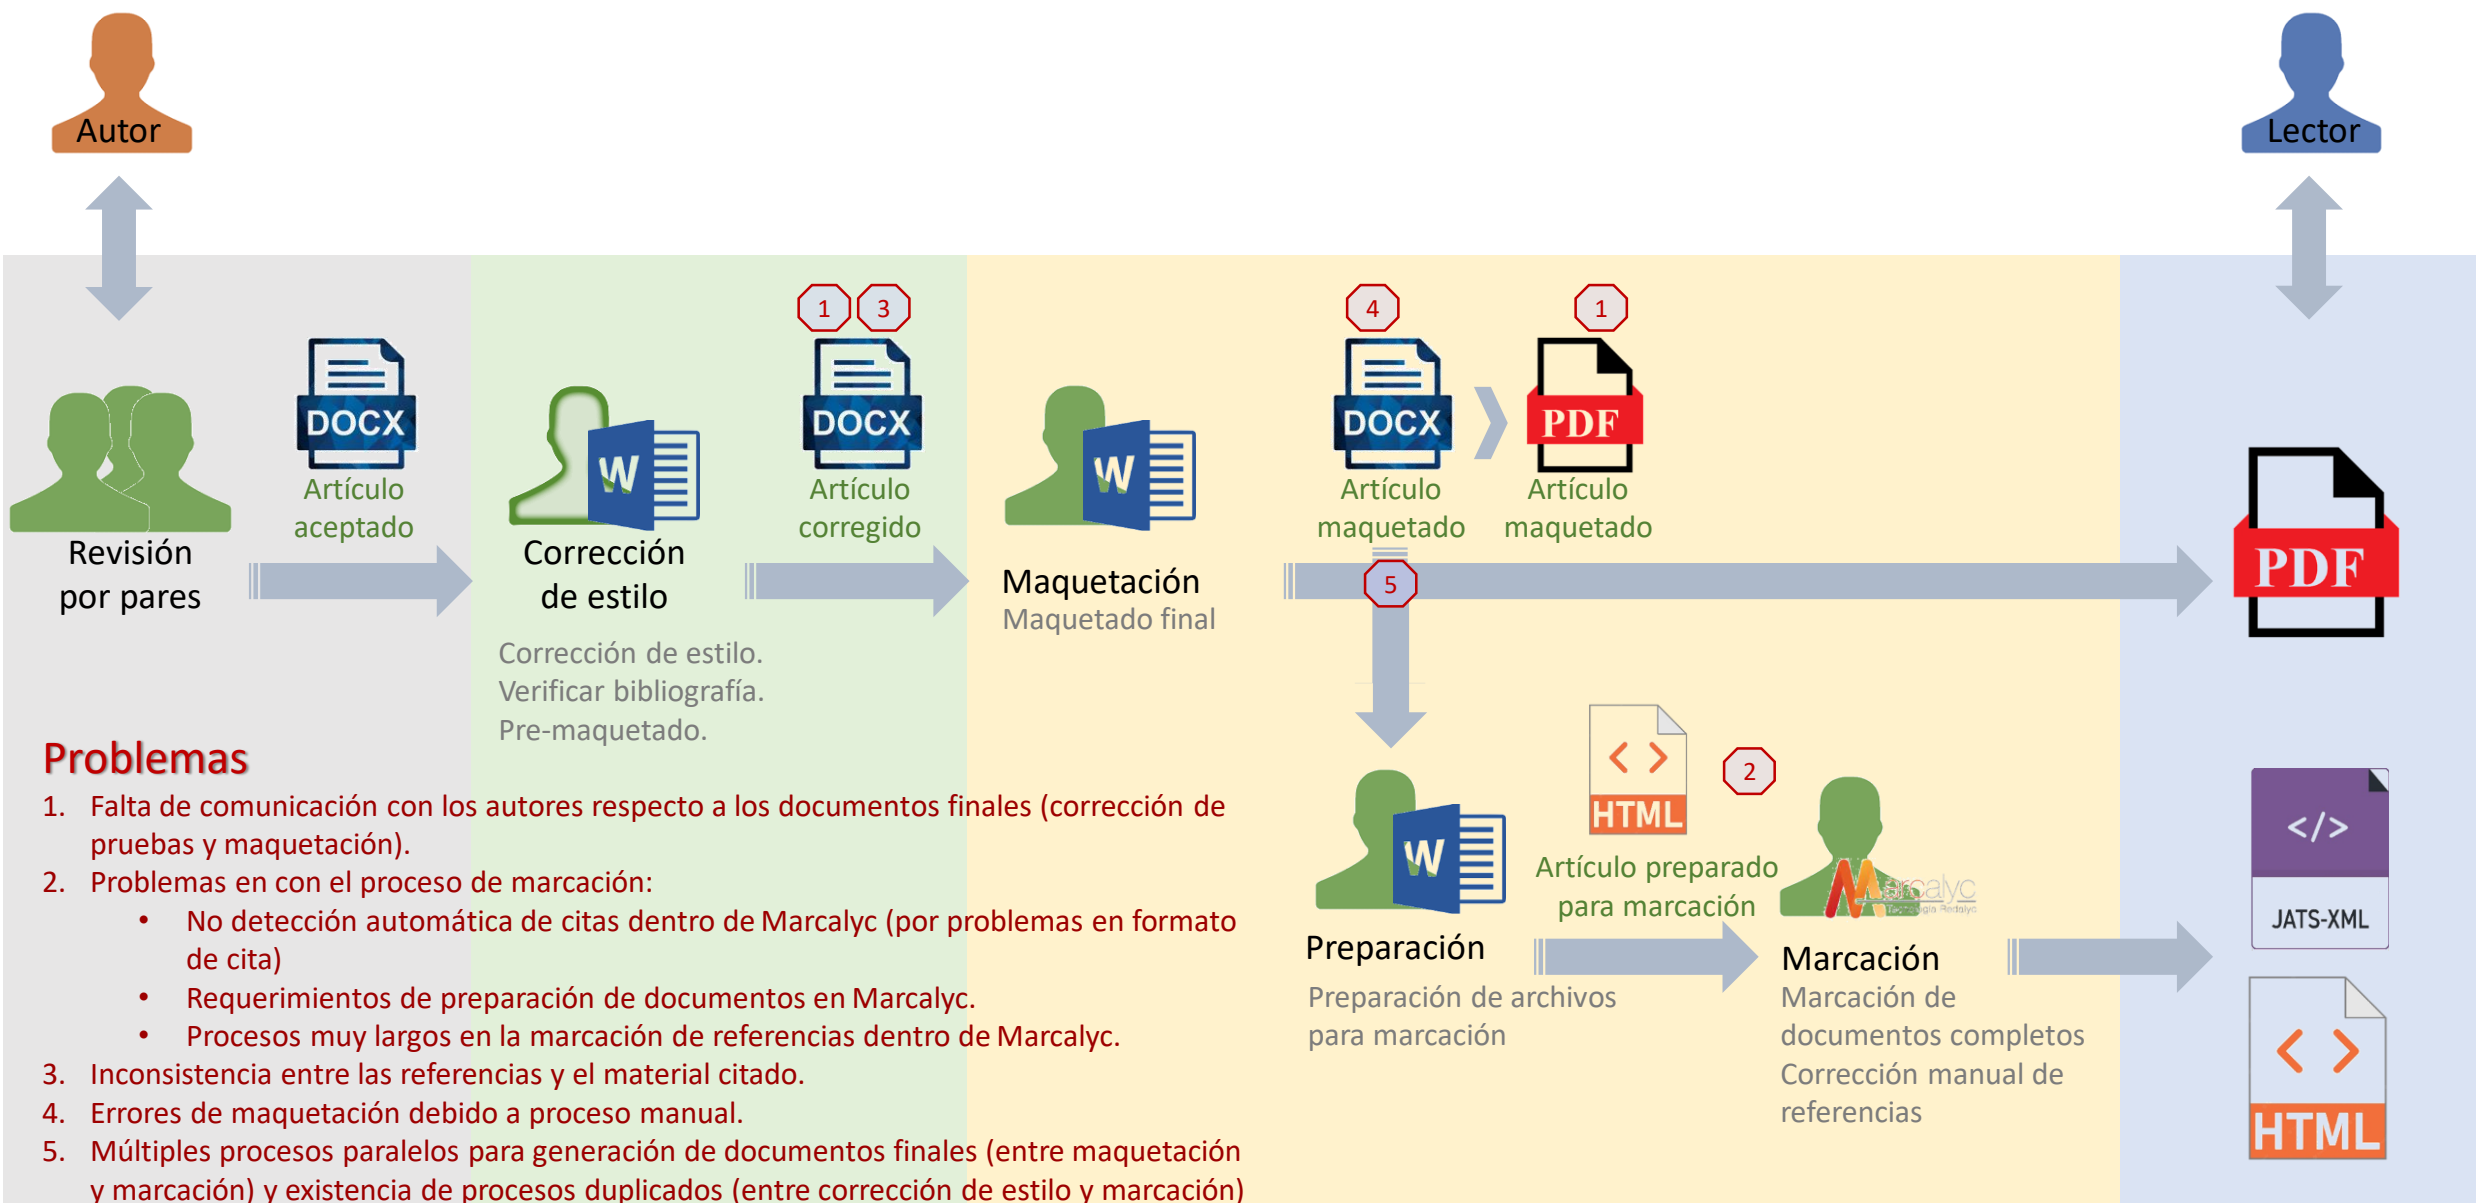 Autor
Lector
1
3
4
1
DOCX
DOCX
DOCX
PDF
W
W
Artículo
aceptado
Artículo
corregido
Artículo
maquetado
Artículo
maquetado
Revisión
por pares
Corrección
de estilo
Maquetación
Maquetado final
5
PDF
Corrección de estilo.
Verificar bibliografía.
Pre-maquetado.
HTML
2
W
Artículo preparado
para marcación
Marcalyc
Tecnología Redalyc
Preparación
Preparación de archivos
para marcación
Marcación
Marcación de
documentos completos
Corrección manual de
referencias
</>
JATS-XML
HTML
Problemas
1. Falta de comunicación con los autores respecto a los documentos finales (corrección de
pruebas y maquetación).
2. Problemas en con el proceso de marcación:
• No detección automática de citas dentro de Marcalyc (por problemas en formato
de cita)
• Requerimientos de preparación de documentos en Marcalyc.
• Procesos muy largos en la marcación de referencias dentro de Marcalyc.
3. Inconsistencia entre las referencias y el material citado.
4. Errores de maquetación debido a proceso manual.
5. Múltiples procesos paralelos para generación de documentos finales (entre maquetación
y marcación) y existencia de procesos duplicados (entre corrección de estilo y marcación)